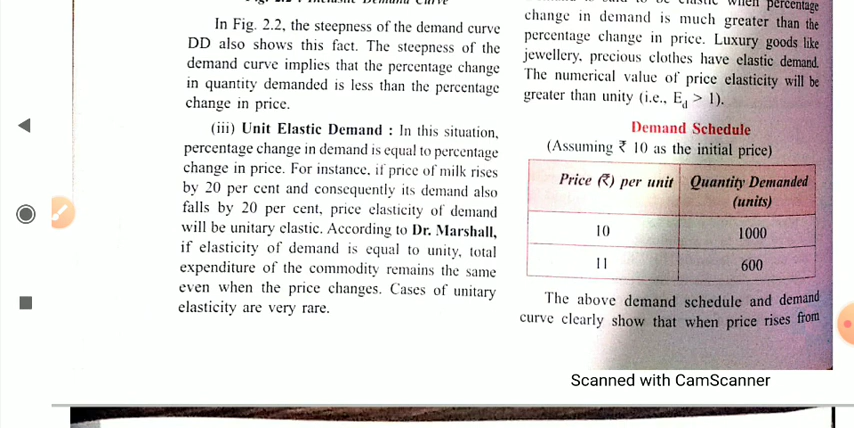 In Fig. 2.2, the steepness of the demand curve
DD also shows this fact. The steepness of the
demand curve implies that the percentage change
in quantity demanded is less than the percentage
change in price.
(iii) Unit Elastic Demand : In this situation,
percentage change in demand is equal to percentage
change in price. For instance, if price of milk rises
by 20 per cent and consequently its demand also
falls by 20 per cent, price elasticity of demand
will be unitary elastic. According to Dr. Marshall,
if elasticity of demand is equal to unity, total
expenditure of the commodity remains the same
even when the price changes. Cases of unitary
elasticity are very rare.
when percentage
change in demand is much greater than the
percentage change in price. Luxury goods like
jewellery, precious clothes have elastic demand.
The numerical value of price elasticity will be
greater than unity (i.e., Ed > 1).
Demand Schedule
(Assuming ₹ 10 as the initial price)
Price (₹) per unit Quantity Demanded
(units)
10 1000
11 600
The above demand schedule and demand
curve clearly show that when price rises from
Scanned with CamScanner